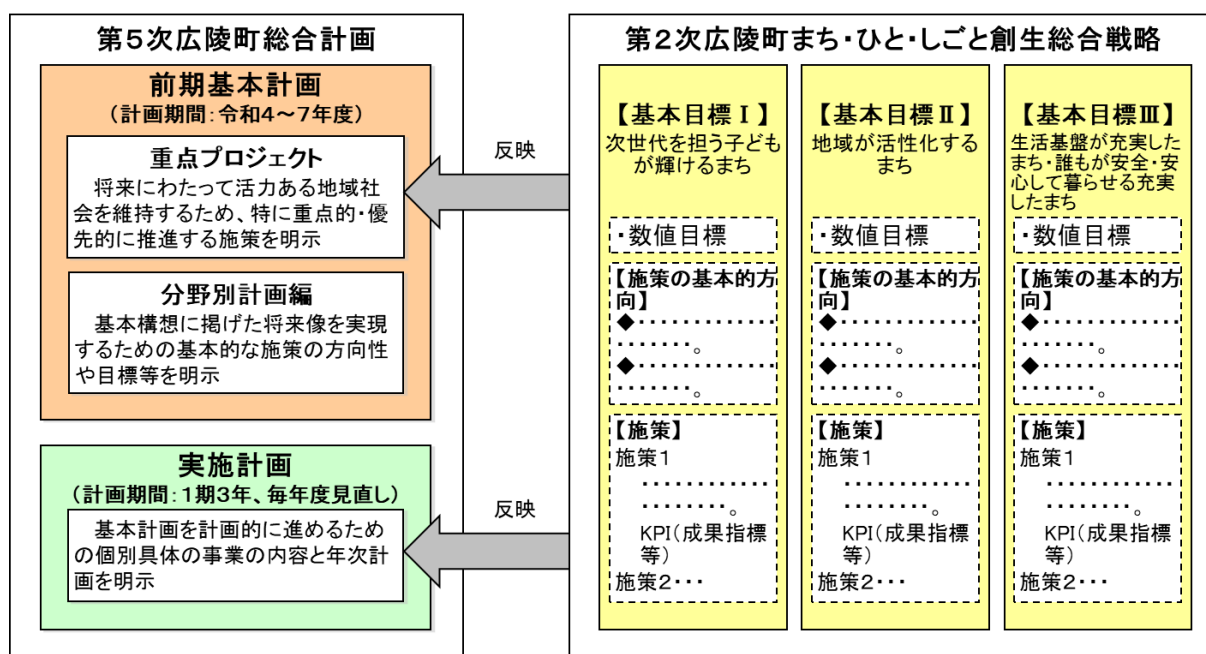 第5次広陵町総合計画
前期基本計画
(計画期間:令和4～7年度)
重点プロジェクト
将来にわたって活力ある地域社
会を維持するため、特に重点的・優
先的に推進する施策を明示
分野別計画編
基本構想に掲げた将来像を実現
するための基本的な施策の方向性
や目標等を明示
実施計画
(計画期間:1期3年、毎年度見直し)
基本計画を計画的に進めるため
の個別具体の事業の内容と年次計
画を明示
反映
反映
第2次広陵町まち・ひと・しごと創生総合戦略
【基本目標Ⅰ】
次世代を担う子ども
が輝けるまち
・数値目標
【施策の基本的方
向】
◆・・・・・・・・・・・・・
・・・・・・・。
◆・・・・・・・・・・・・・
・・・・・・・。
【施策】
施策1
・・・・・・・・・・・・
・・・・・・・・。
KPI(成果指標
等)
施策2・・・
【基本目標Ⅱ】
地域が活性化する
まち
・数値目標
【施策の基本的方
向】
◆・・・・・・・・・・・・・
・・・・・・・。
◆・・・・・・・・・・・・・
・・・・・・・。
【施策】
施策1
・・・・・・・・・・・・
・・・・・・・・。
KPI(成果指標
等)
施策2・・・
【基本目標Ⅲ】
生活基盤が充実した
まち・誰もが安全・安
心して暮らせる充実
したまち
・数値目標
【施策の基本的方
向】
◆・・・・・・・・・・・・・
・・・・・・・。
◆・・・・・・・・・・・・・
・・・・・・・。
【施策】
施策1
・・・・・・・・・・・・
・・・・・・・・。
KPI(成果指標
等)
施策2・・・